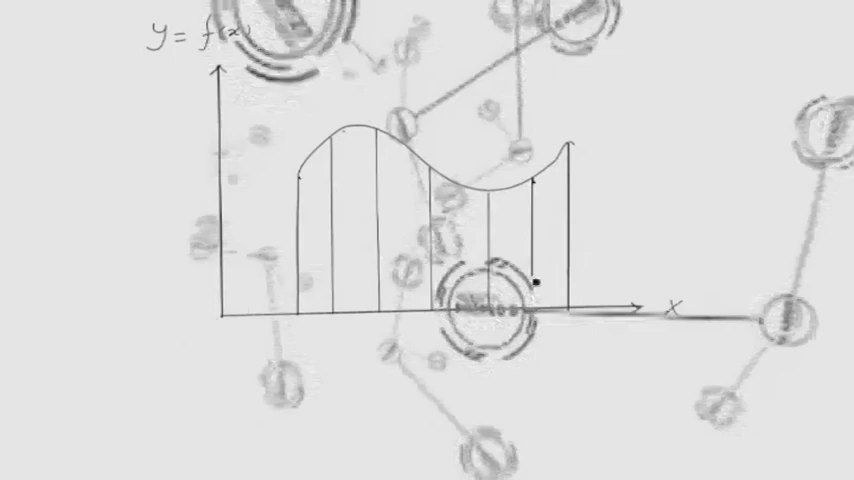 y = f(x)
x